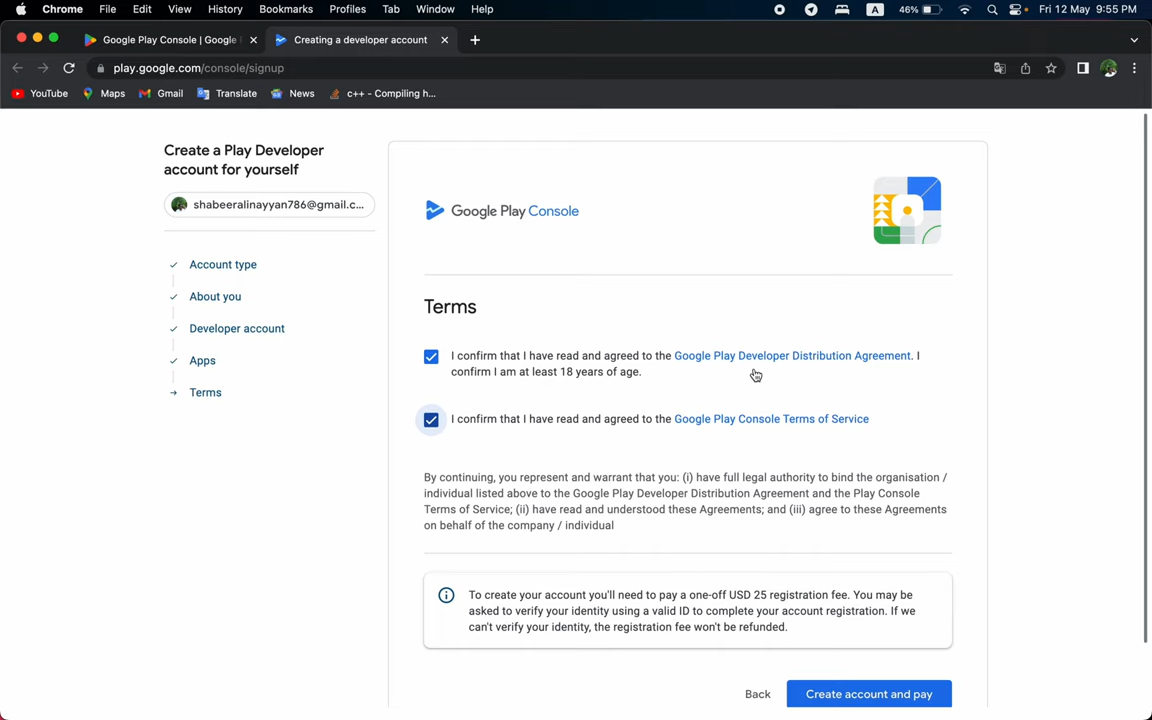 Chrome File Edit View History Bookmarks Profiles Tab Window Help A 46% Fri 12 May 9:55 PM
Google Play Console | Google Creating a developer account
play.google.com/console/signup
YouTube Maps Gmail Translate News c++ - Compiling h...
Create a Play Developer
account for yourself
shabeeralinayyan786@gmail.c...
Account type
About you
Developer account
Apps
Terms
Google Play Console
Terms
I confirm that I have read and agreed to the Google Play Developer Distribution Agreement. I
confirm I am at least 18 years of age.
I confirm that I have read and agreed to the Google Play Console Terms of Service
By continuing, you represent and warrant that you: (i) have full legal authority to bind the organisation /
individual listed above to the Google Play Developer Distribution Agreement and the Play Console
Terms of Service; (ii) have read and understood these Agreements; and (iii) agree to these Agreements
on behalf of the company / individual
To create your account you'll need to pay a one-off USD 25 registration fee. You may be
asked to verify your identity using a valid ID to complete your account registration. If we
can't verify your identity, the registration fee won't be refunded.
Back Create account and pay